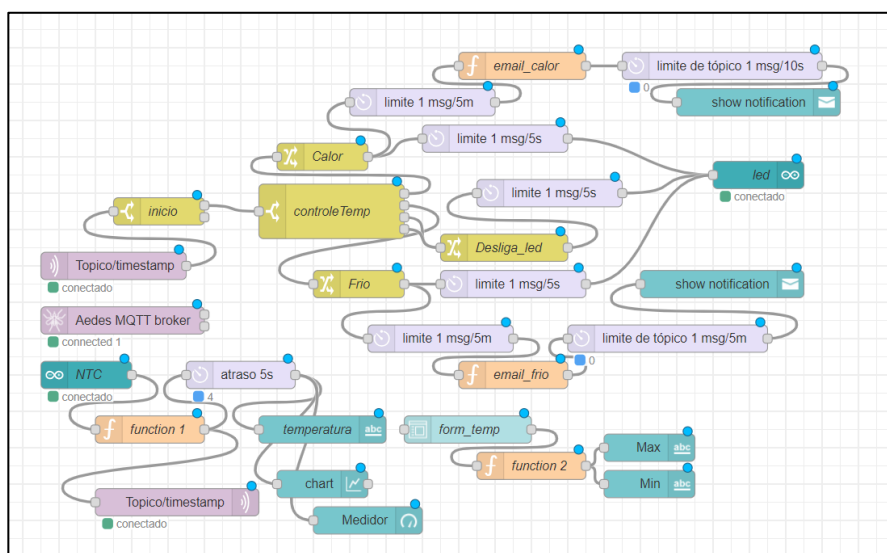 email_calor
limite de tópico 1 msg/10s
0
limite 1 msg/5m
show notification
Calor
limite 1 msg/5s
led
conectado
limite 1 msg/5s
inicio
controleTemp
Desliga_led
Topico/timestamp
conectado
Frio
limite 1 msg/5s
show notification
Aedes MQTT broker
connected 1
limite 1 msg/5m
limite de tópico 1 msg/5m
0
NTC
conectado
atraso 5s
4
email_frio
function 1
temperatura
abc
form_temp
function 2
Max
abc
chart
Min
abc
Topico/timestamp
conectado
Medidor